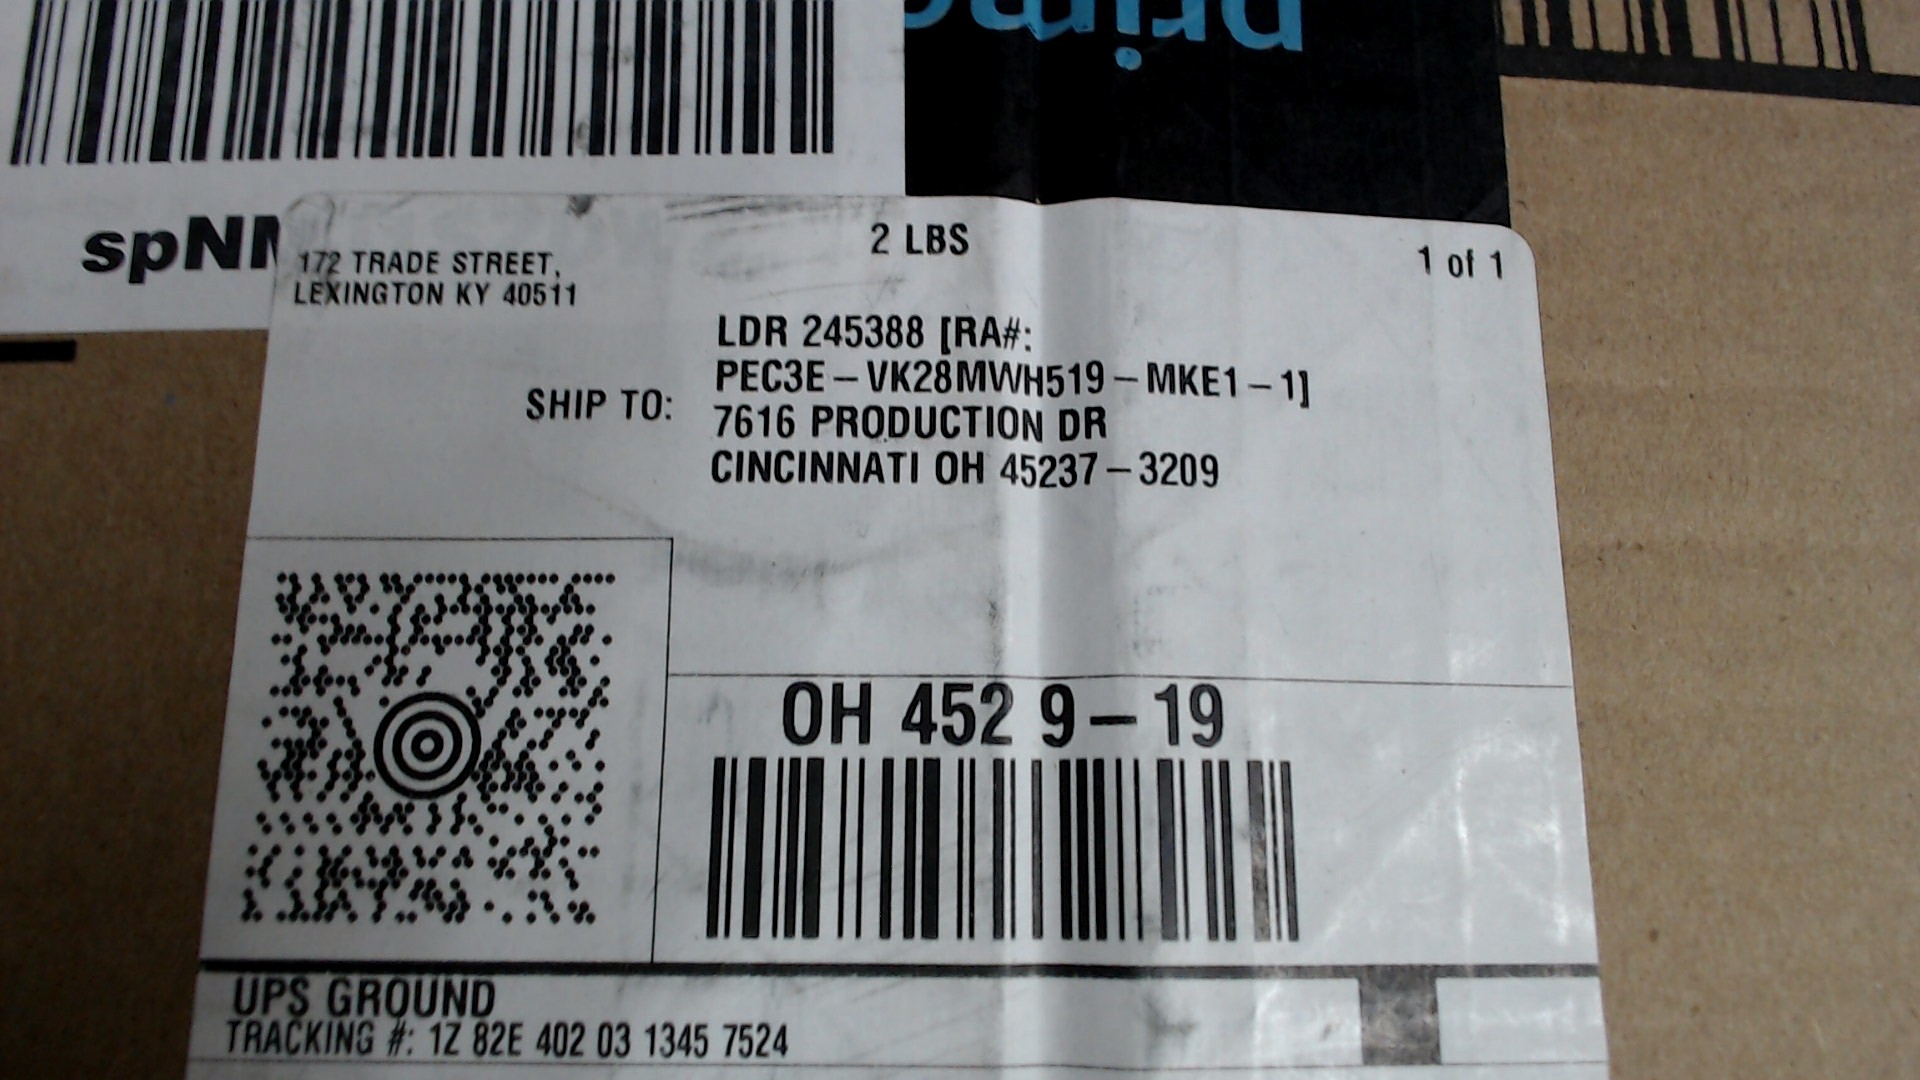 prime
spNN
172 TRADE STREET,
LEXINGTON KY 40511
2 LBS
1 of 1
SHIP TO:
LDR 245388 [RA#:
PEC3E-VK28MWH519-MKE1-1]
7616 PRODUCTION DR
CINCINNATI OH 45237-3209
OH 452 9-19
UPS GROUND
TRACKING #: 1Z 82E 402 03 1345 7524